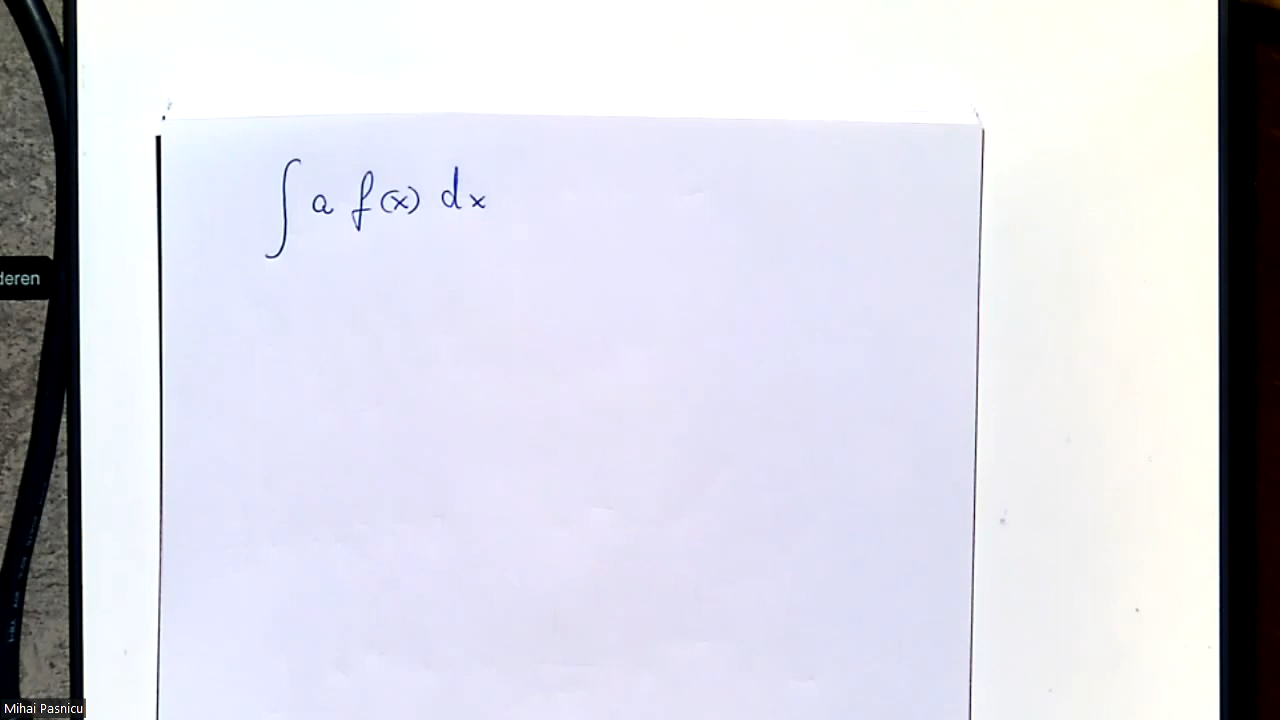 ∫ a f(x) dx
deren
Mihai Pasnicu